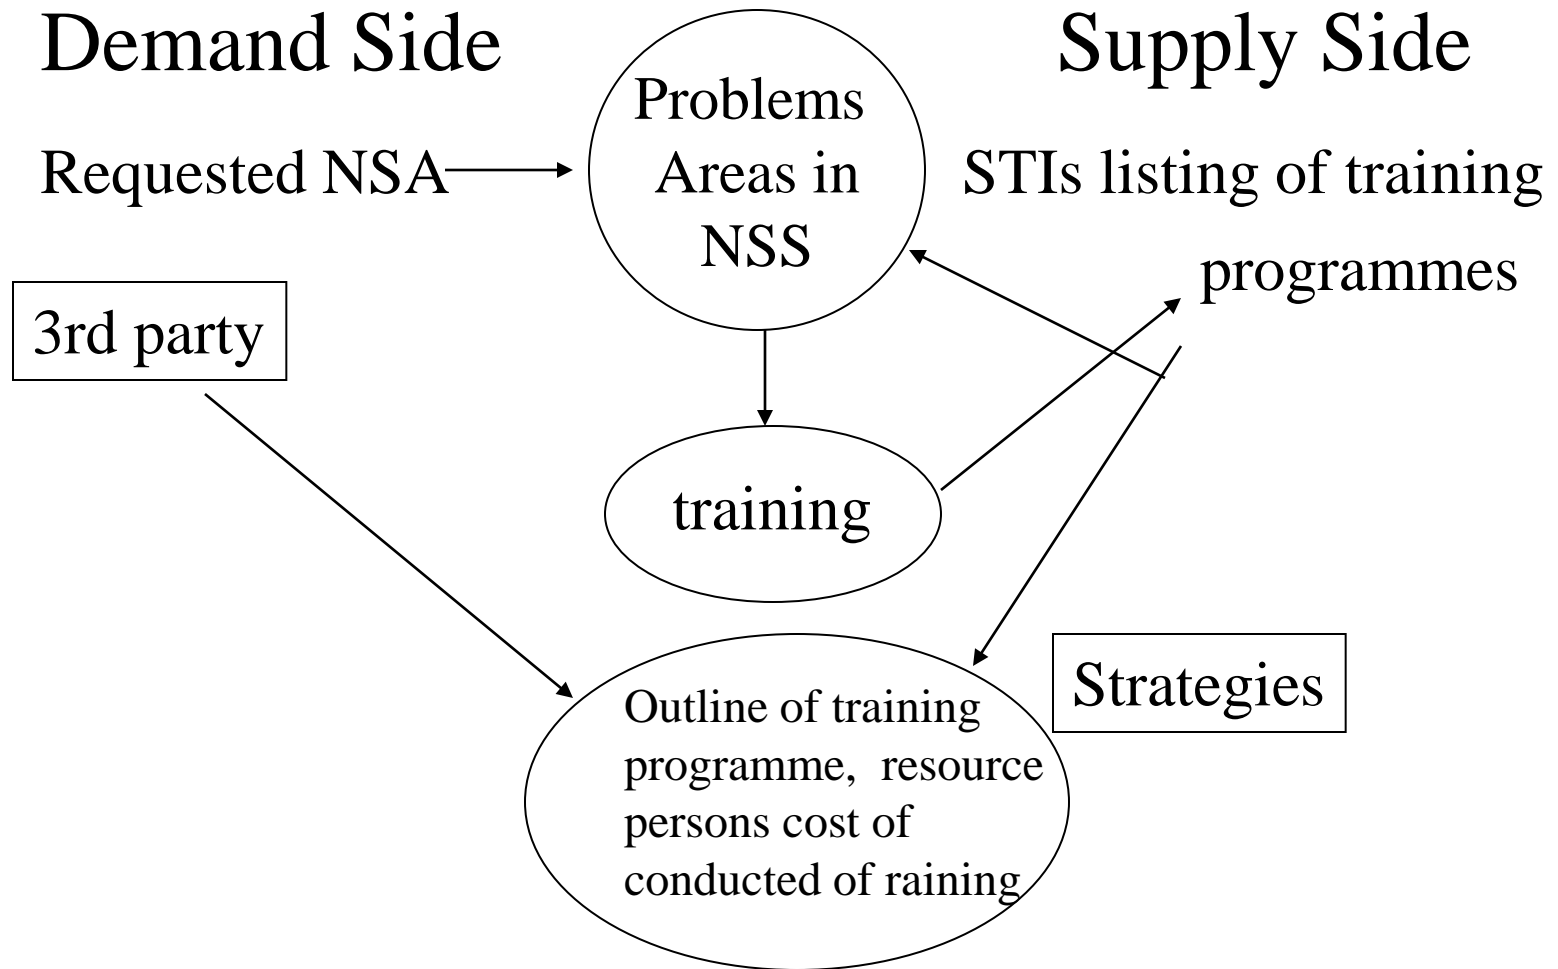 Demand Side
Supply Side
Problems
Areas in
NSS
Requested NSA
STIs listing of training
programmes
3rd party
training
Strategies
Outline of training
programme, resource
persons cost of
conducted of raining